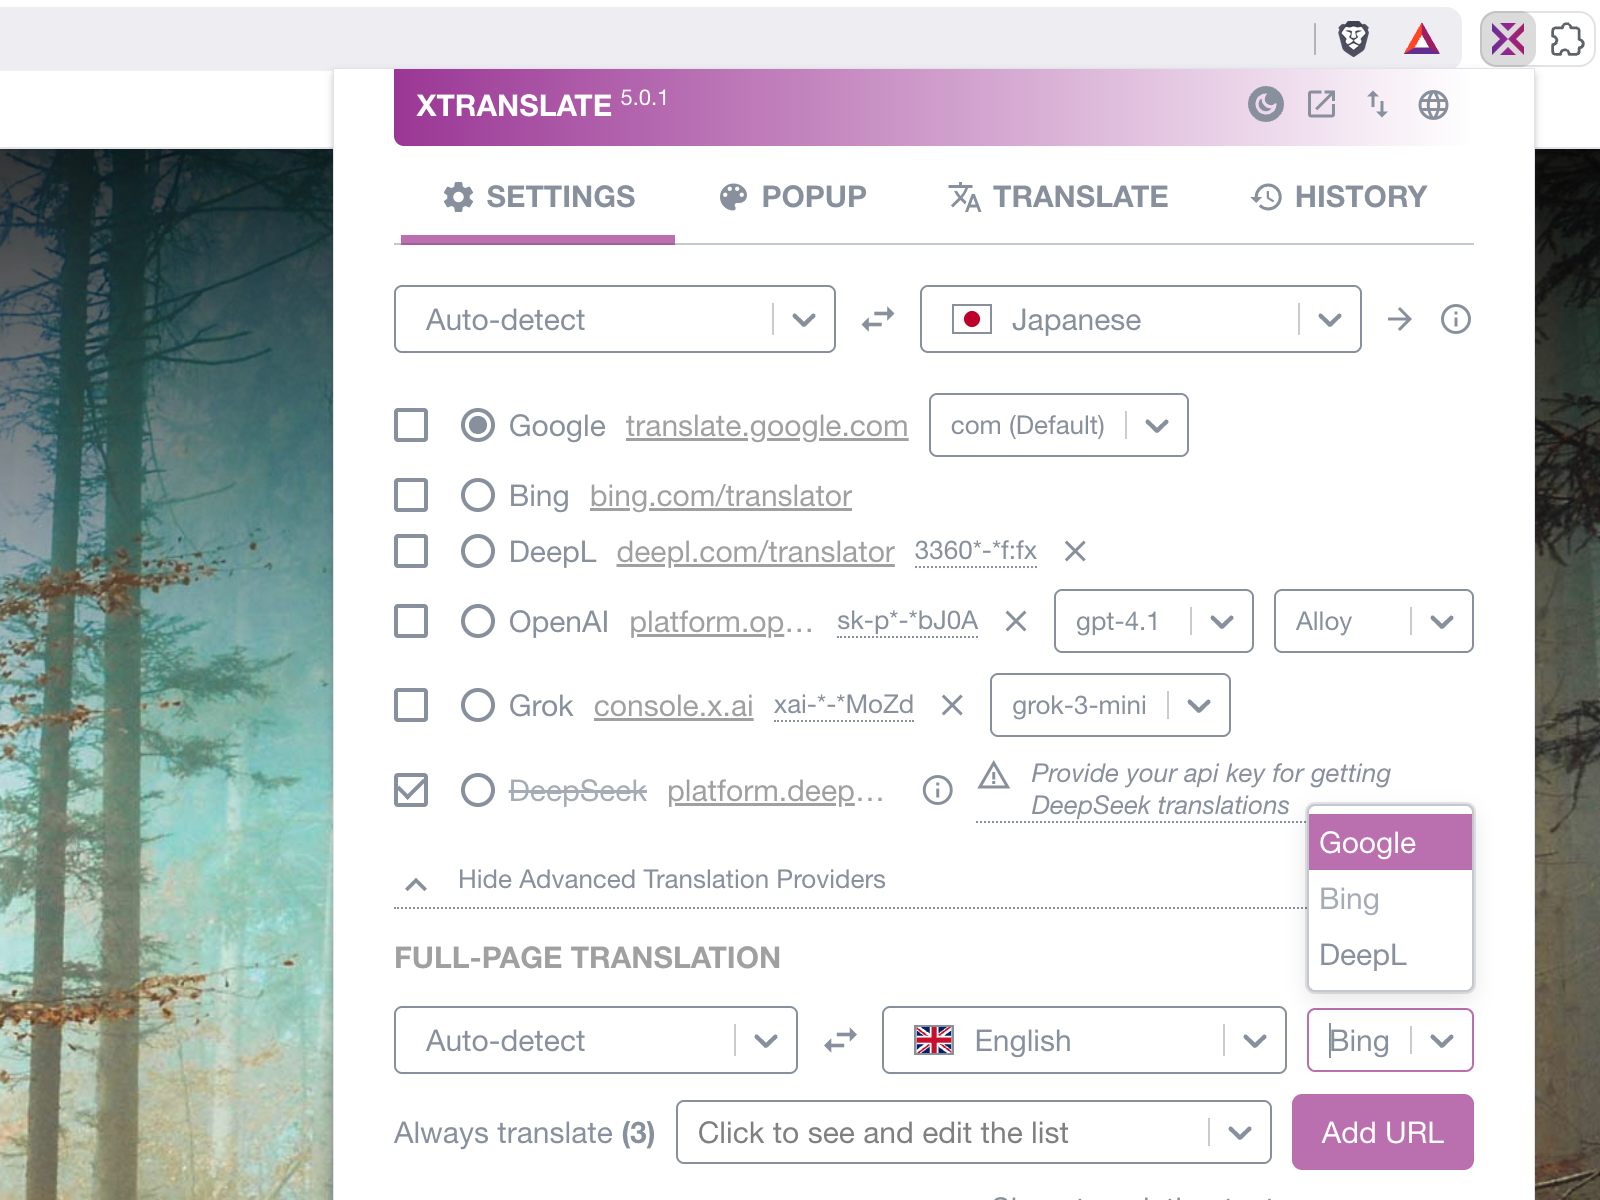 XTRANSLATE 5.0.1
SETTINGS POPUP TRANSLATE HISTORY
Auto-detect Japanese
Google translate.google.com com (Default)
Bing bing.com/translator
DeepL deepl.com/translator 3360*-*f:fx
OpenAI platform.op... sk-p*-*bJ0A gpt-4.1 Alloy
Grok console.x.ai xai-*-*MoZd grok-3-mini
DeepSeek platform.deep... Provide your api key for getting
DeepSeek translations
Google
Bing
DeepL
Hide Advanced Translation Providers
FULL-PAGE TRANSLATION
Auto-detect English Bing
Always translate (3) Click to see and edit the list Add URL